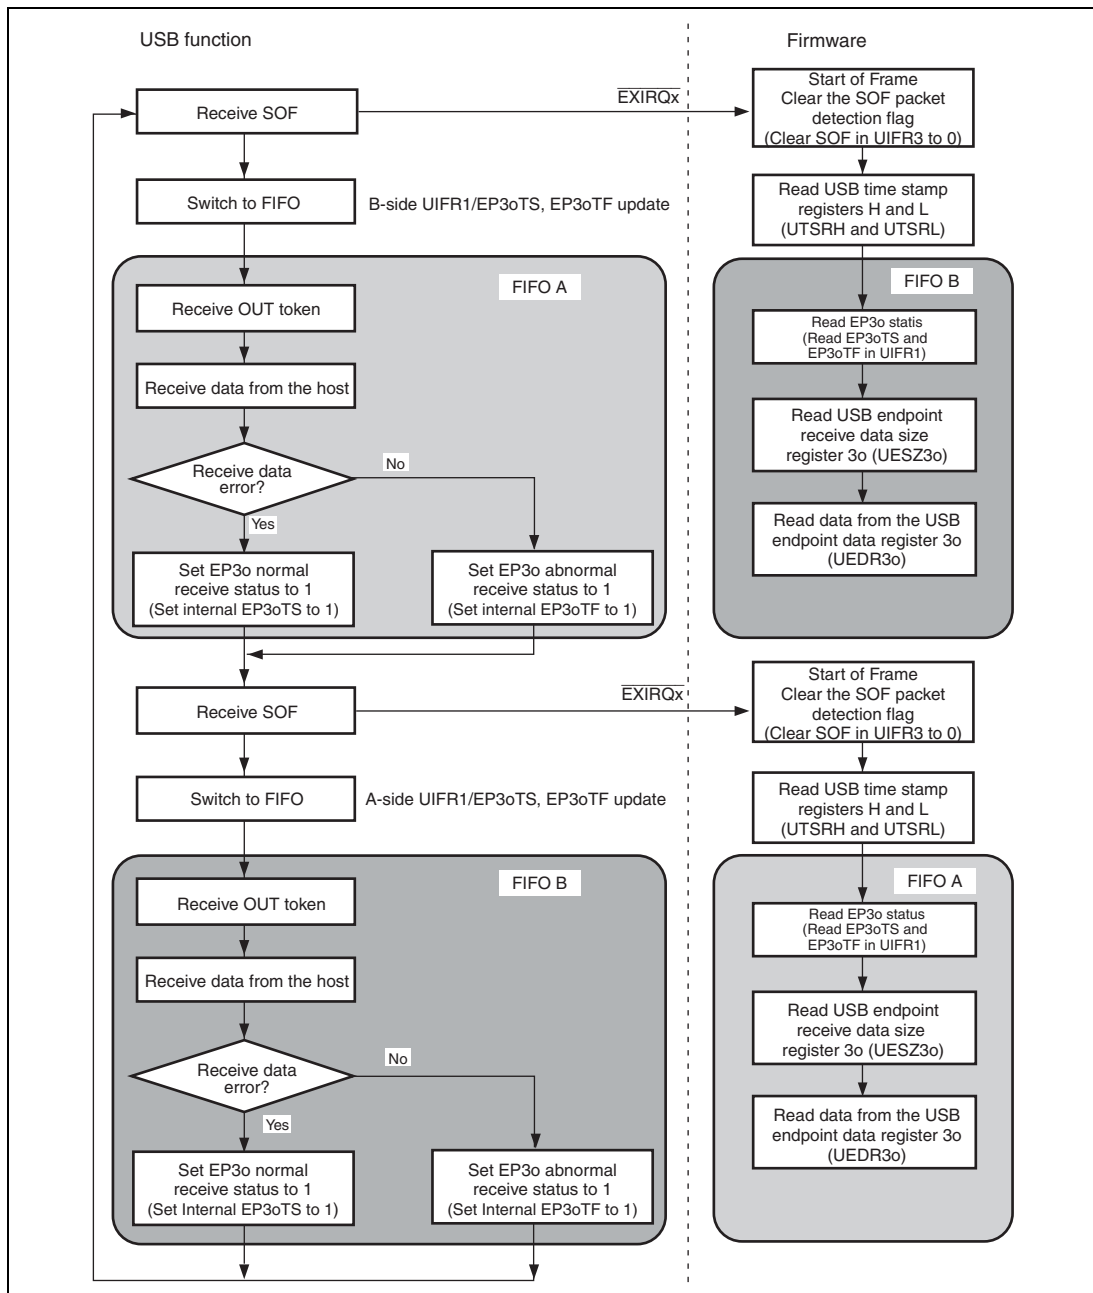 USB function
Firmware
Receive SOF
EXIRQx
Start of Frame
Clear the SOF packet
detection flag
(Clear SOF in UIFR3 to 0)
Switch to FIFO
B-side UIFR1/EP3oTS, EP3oTF update
Read USB time stamp
registers H and L
(UTSRH and UTSRL)
FIFO A
Receive OUT token
Receive data from the host
Receive data
error?
No
Yes
Set EP3o normal
receive status to 1
(Set internal EP3oTS to 1)
Set EP3o abnormal
receive status to 1
(Set internal EP3oTF to 1)
FIFO B
Read EP3o statis
(Read EP3oTS and
EP3oTF in UIFR1)
Read USB endpoint
receive data size
register 3o (UESZ3o)
Read data from the USB
endpoint data register 3o
(UEDR3o)
Receive SOF
EXIRQx
Start of Frame
Clear the SOF packet
detection flag
(Clear SOF in UIFR3 to 0)
Switch to FIFO
A-side UIFR1/EP3oTS, EP3oTF update
Read USB time stamp
registers H and L
(UTSRH and UTSRL)
FIFO B
Receive OUT token
Receive data from the host
Receive data
error?
No
Yes
Set EP3o normal
receive status to 1
(Set Internal EP3oTS to 1)
Set EP3o abnormal
receive status to 1
(Set Internal EP3oTF to 1)
FIFO A
Read EP3o status
(Read EP3oTS and
EP3oTF in UIFR1)
Read USB endpoint
receive data size
register 3o (UESZ3o)
Read data from the USB
endpoint data register 3o
(UEDR3o)